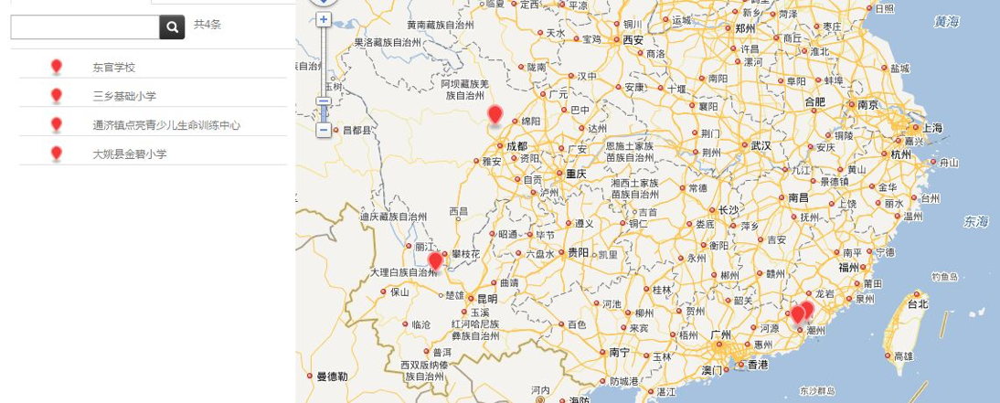 共4条
东官学校
三乡基础小学
通济镇点亮青少儿生命训练中心
大姚县金碧小学
临夏
定西
平凉
铜川
运城
新乡
菏泽
枣庄
日照
黄海
黄南藏族自治州
天水
宝鸡
西安
郑州
商丘
果洛藏族自治州
商洛
许昌
淮北
漯河
盐城
陇南
汉中
南阳
阜阳
蚌埠
玉树
阿坝藏族羌
族自治州
广元
安康
十堰
合肥
南京
巴中
襄阳
上海
绵阳
达州
荆门
铜陵
嘉兴
昌都县
成都
广安
恩施土家族
苗族自治州
荆州
武汉
安庆
杭州
雅安
资阳
重庆
九江
黄山
舟山
自贡
泸州
湘西土家族
苗族自治州
常德
景德镇
金华
南昌
台州
西昌
吉首
长沙
上饶
丽水
迪庆藏族自治州
遵义
铜仁
娄底
萍乡
抚州
温州
东海
昭通
毕节
衡阳
吉安
丽江
攀枝花
六盘水
贵阳
凯里
永州
南平
宁德
大理白族自治州
郴州
赣州
福州
钓鱼岛
保山
楚雄
曲靖
昆明
桂林
韶关
龙岩
莆田
泉州
台北
玉溪
河池
柳州
贺州
临沧
红河哈尼族
彝族自治州
百色
来宾
梧州
广州
河源
潮州
普洱
南宁
玉林
惠州
高雄
西双版纳傣
族自治州
澳门
香港
曼德勒
防城港
湛江
河内
海防
东沙群岛